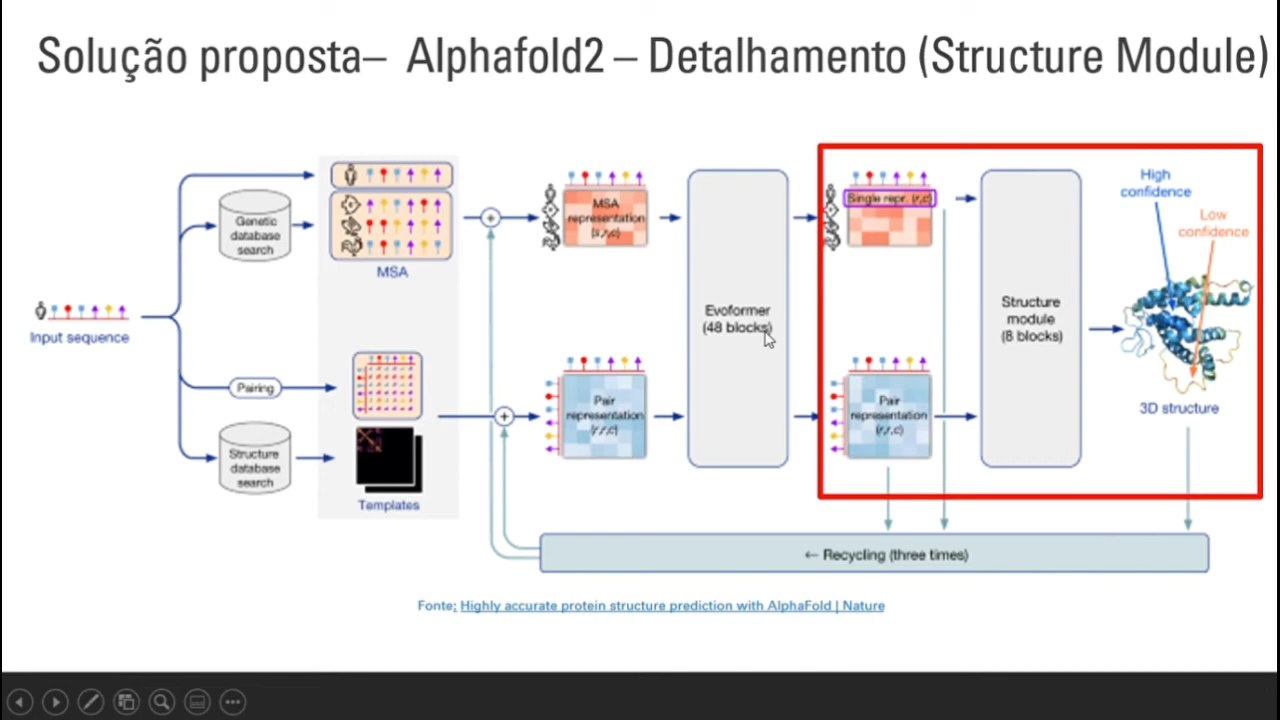 Solução proposta– Alphafold2 – Detalhamento (Structure Module)
Genetic
database
search
MSA
Input sequence
Pairing
Structure
database
search
Templates
MSA
representation
(s,r,c)
Pair
representation
(r,r,c)
Evoformer
(48 blocks)
Single repr. (r,c)
Pair
representation
(r,r,c)
Structure
module
(8 blocks)
High
confidence
Low
confidence
3D structure
← Recycling (three times)
Fonte: Highly accurate protein structure prediction with AlphaFold | Nature